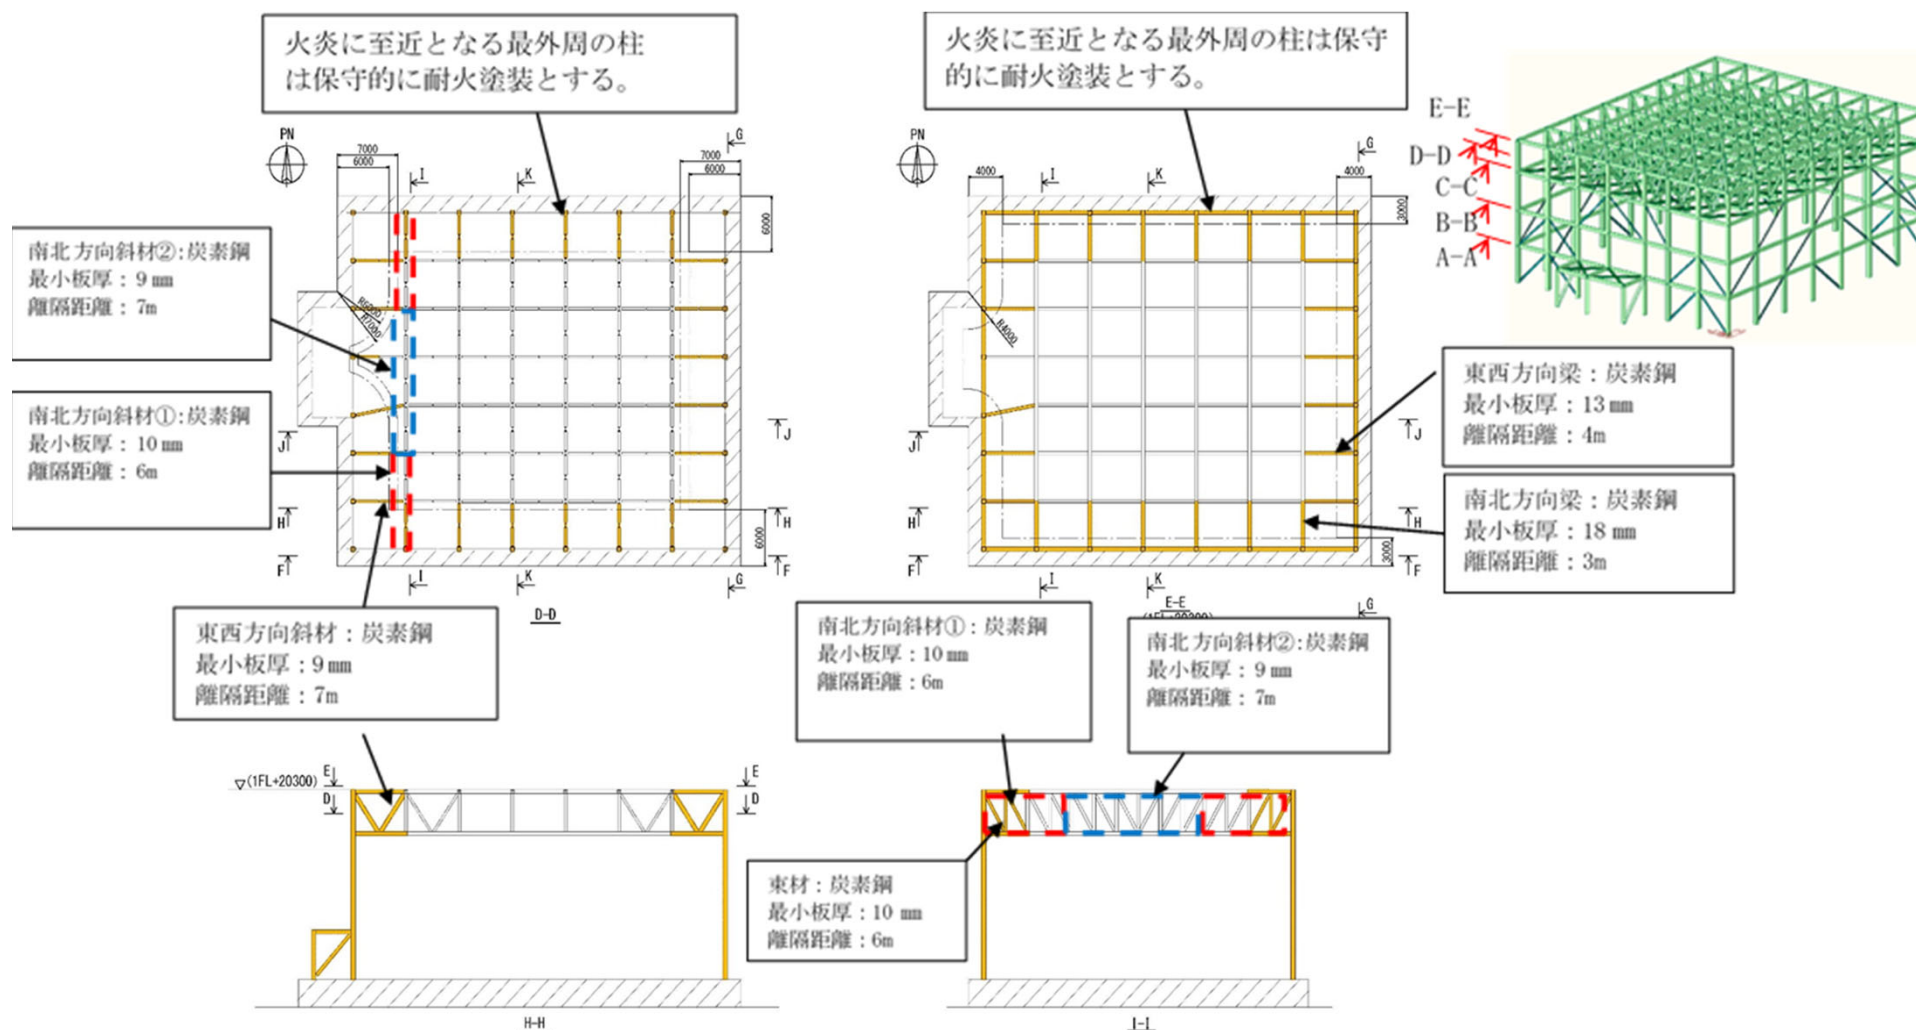 火炎に至近となる最外周の柱
は保守的に耐火塗装とする。
火炎に至近となる最外周の柱は保守
的に耐火塗装とする。
E-E
D-D
C-C
B-B
A-A
PN
7000
6000
I
K
G
7000
6000
6000
R6000
R7000
J
J
H
H
F
F
6000
I
K
G
D-D
PN
4000
I
K
G
4000
3000
R4000
J
J
H
H
F
F
3000
I
K
G
E-E
(1FL+20300)
南北方向斜材②:炭素鋼
最小板厚：9㎜
離隔距離：7m
南北方向斜材①:炭素鋼
最小板厚：10㎜
離隔距離：6m
東西方向梁：炭素鋼
最小板厚：13㎜
離隔距離：4m
南北方向梁：炭素鋼
最小板厚：18㎜
離隔距離：3m
東西方向斜材：炭素鋼
最小板厚：9㎜
離隔距離：7m
南北方向斜材①：炭素鋼
最小板厚：10㎜
離隔距離：6m
南北方向斜材②:炭素鋼
最小板厚：9㎜
離隔距離：7m
▽(1FL+20300)
E
D
E
D
束材：炭素鋼
最小板厚：10㎜
離隔距離：6m
H-H
I-I